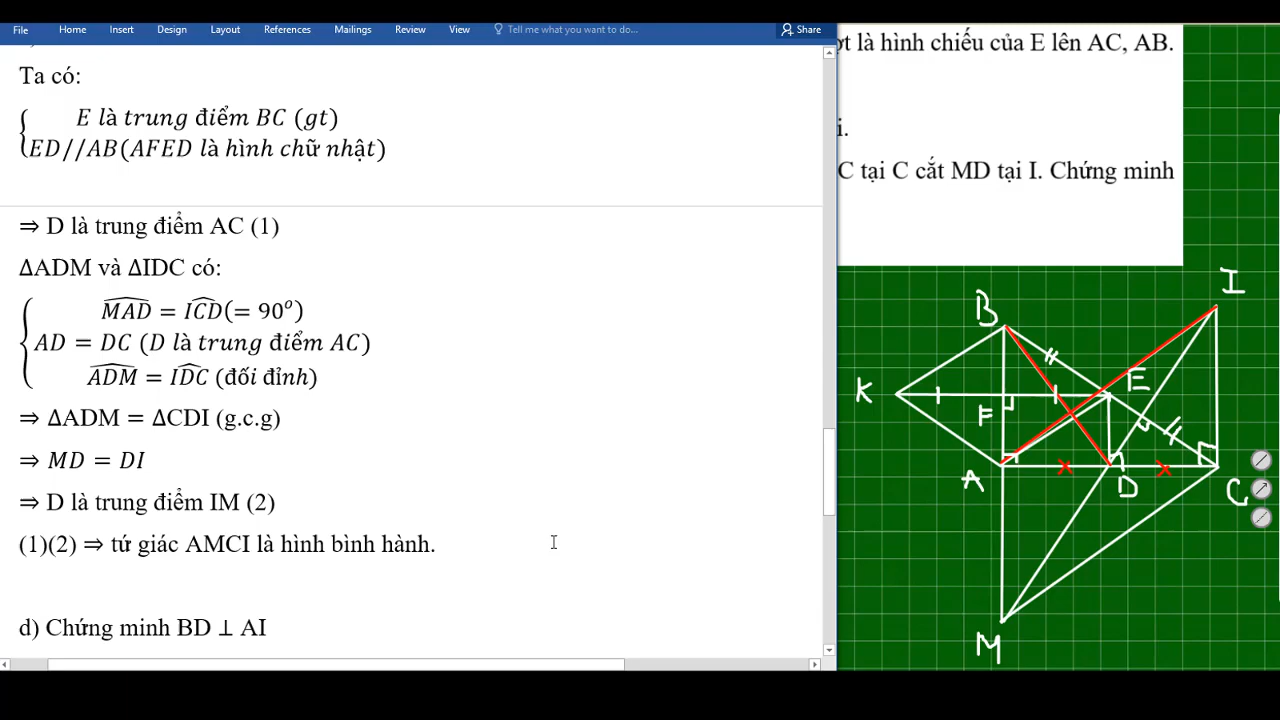 File Home Insert Design Layout References Mailings Review View Tell me what you want to do... Share
Ta có:
E là trung điểm BC (gt)
ED//AB(AFED là hình chữ nhật)
⇒ D là trung điểm AC (1)
ΔADM và ΔIDC có:
MAD = ICD(= 90°)
AD = DC (D là trung điểm AC)
ADM = IDC (đối đỉnh)
⇒ ΔADM = ΔCDI (g.c.g)
⇒ MD = DI
⇒ D là trung điểm IM (2)
(1)(2) ⇒ tứ giác AMCI là hình bình hành.
d) Chứng minh BD ⊥ AI
là hình chiếu của E lên AC, AB.
i.
C tại C cắt MD tại I. Chứng minh
I
B
K
E
F
A
D
C
M